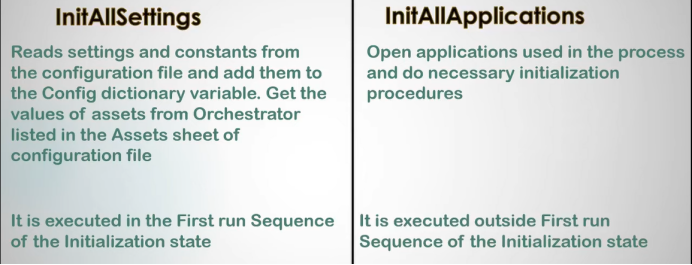 InitAllSettings
Reads settings and constants from
the configuration file and add them to
the Config dictionary variable. Get the
values of assets from Orchestrator
listed in the Assets sheet of
configuration file
It is executed in the First run Sequence
of the Initialization state
InitAllApplications
Open applications used in the process
and do necessary initialization
procedures
It is executed outside First run
Sequence of the Initialization state